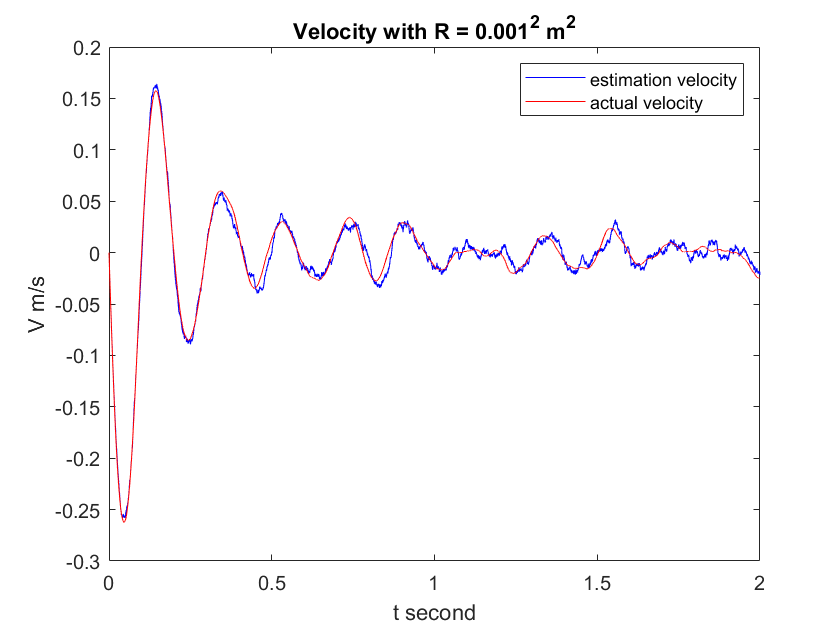 Velocity with R = 0.001² m²
estimation velocity
actual velocity
0.2
0.15
0.1
0.05
0
-0.05
-0.1
-0.15
-0.2
-0.25
-0.3
V m/s
0 0.5 1 1.5 2
t second